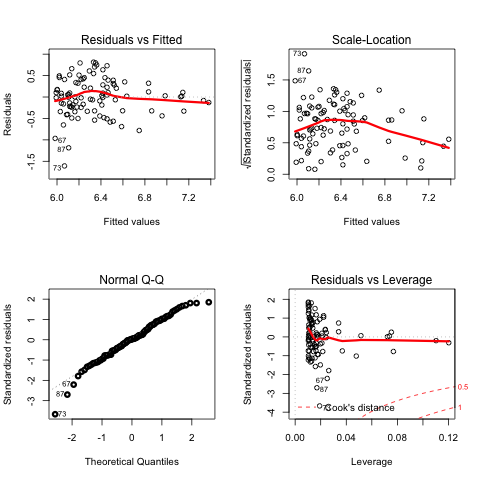 Residuals vs Fitted
Residuals
0.5
-0.5
-1.5
67
87
73
6.0 6.4 6.8 7.2
Fitted values
Scale-Location
√|Standardized residuals|
1.5
1.0
0.5
0.0
73
87
67
6.0 6.4 6.8 7.2
Fitted values
Normal Q-Q
Standardized residuals
2
1
0
-1
-2
-3
67
87
73
-2 -1 0 1 2
Theoretical Quantiles
Residuals vs Leverage
Standardized residuals
2
1
0
-1
-2
-3
-4
67
87
73
Cook's distance
0.5
1
0.00 0.04 0.08 0.12
Leverage